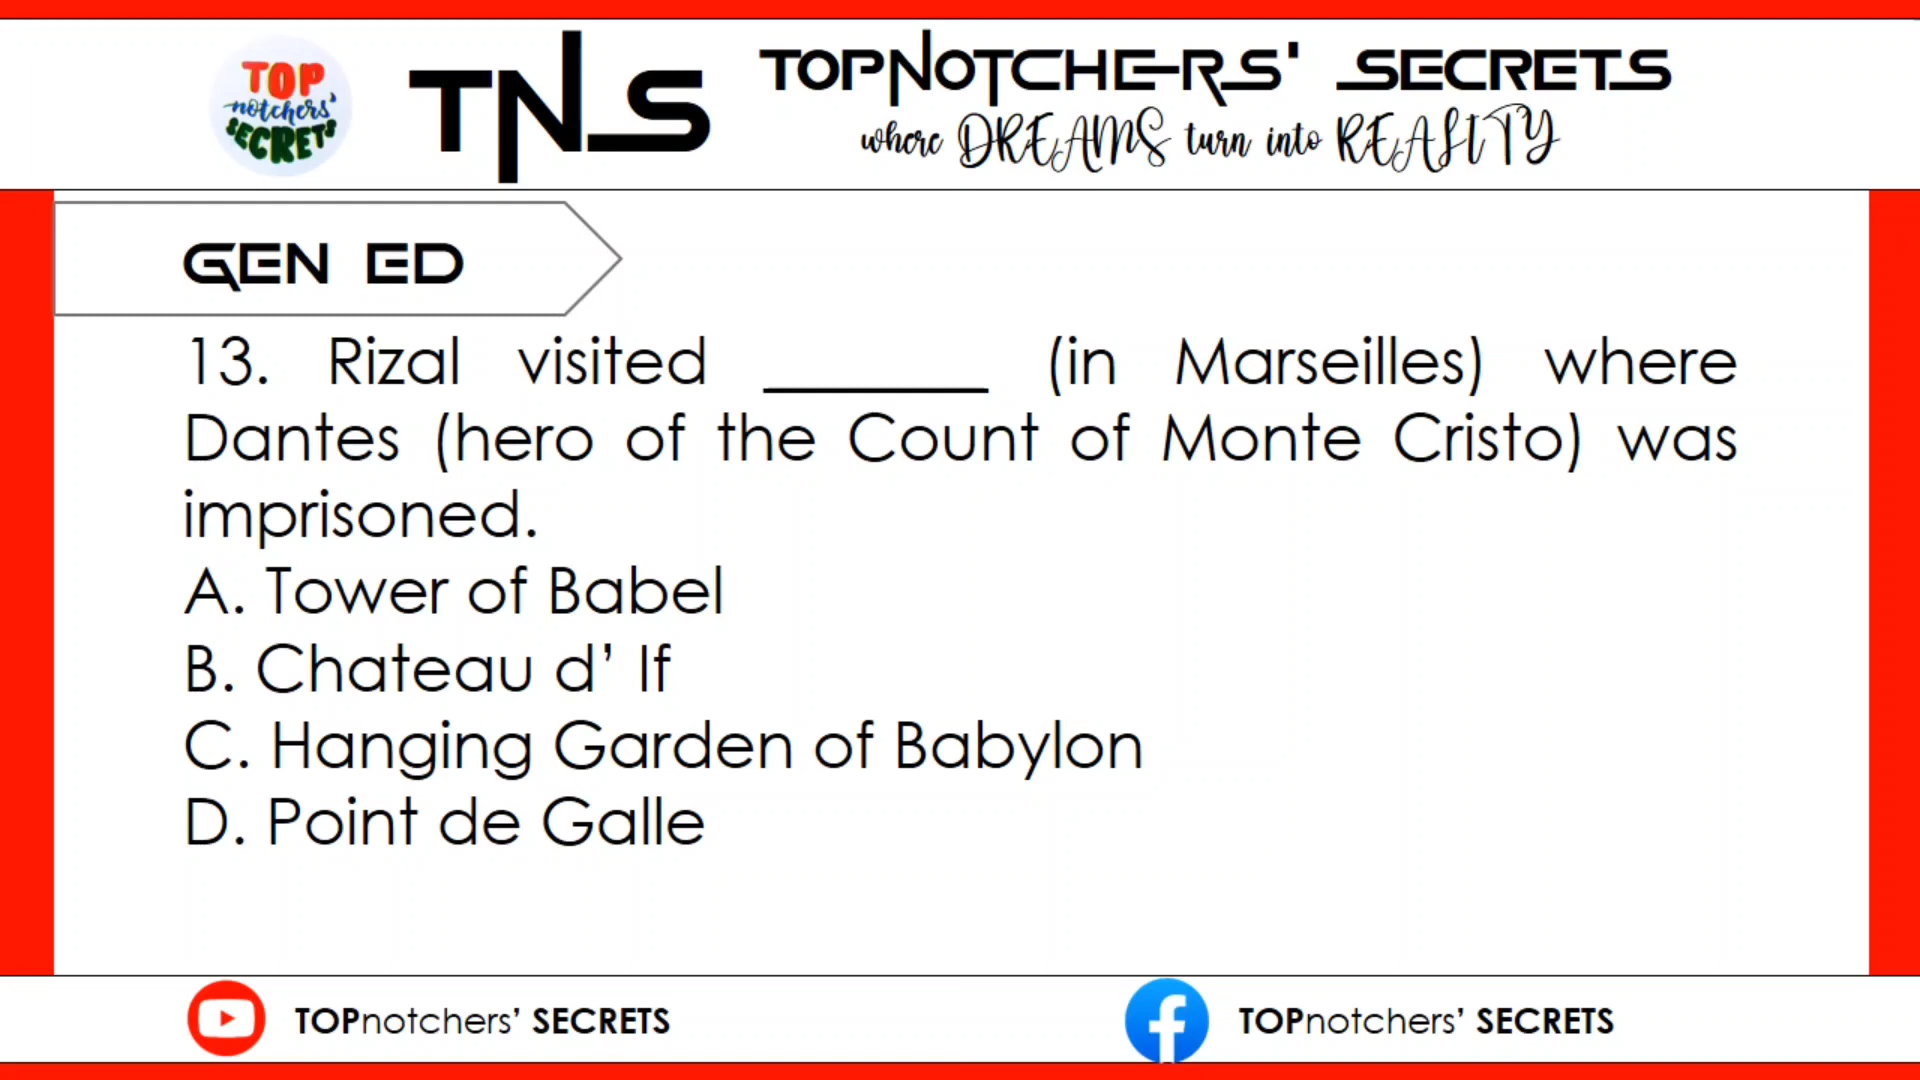 TOP
notchers'
SECRETS
TNS
TOPNOTCHERS' SECRETS
where DREAMS turn into REALITY
GEN ED
13. Rizal visited _______ (in Marseilles) where
Dantes (hero of the Count of Monte Cristo) was
imprisoned.
A. Tower of Babel
B. Chateau d’ If
C. Hanging Garden of Babylon
D. Point de Galle
TOPnotchers’ SECRETS
TOPnotchers’ SECRETS